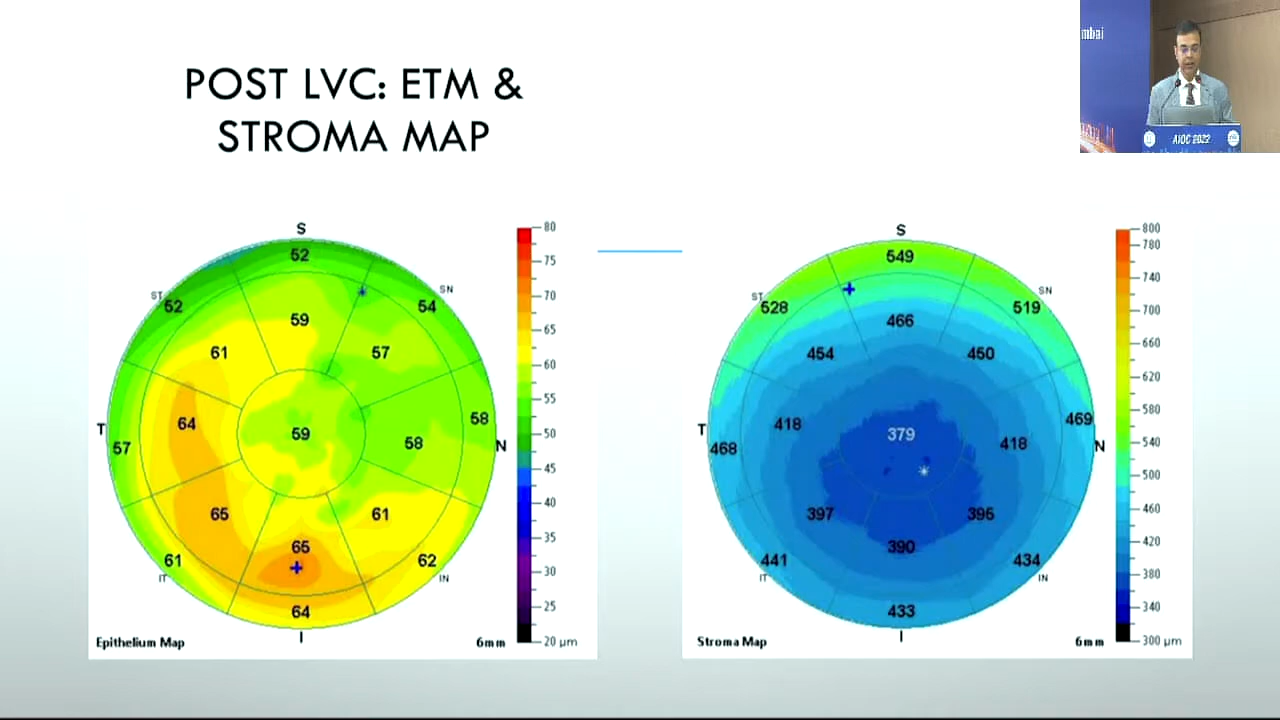 POST LVC: ETM &
STROMA MAP
mbai
AIOC 2022
S
52
ST
52
SN
54
59
61
57
64
T
57
59
58
58
N
65
61
65
61
IT
62
IN
64
I
Epithelium Map
6mm
80
75
70
65
60
55
50
45
40
35
30
25
20 µm
S
549
ST
528
SN
519
466
454
450
418
T
468
379
418
469
N
397
395
390
441
IT
434
IN
433
I
Stroma Map
6mm
800
780
740
700
660
620
580
540
500
460
420
380
340
300 µm